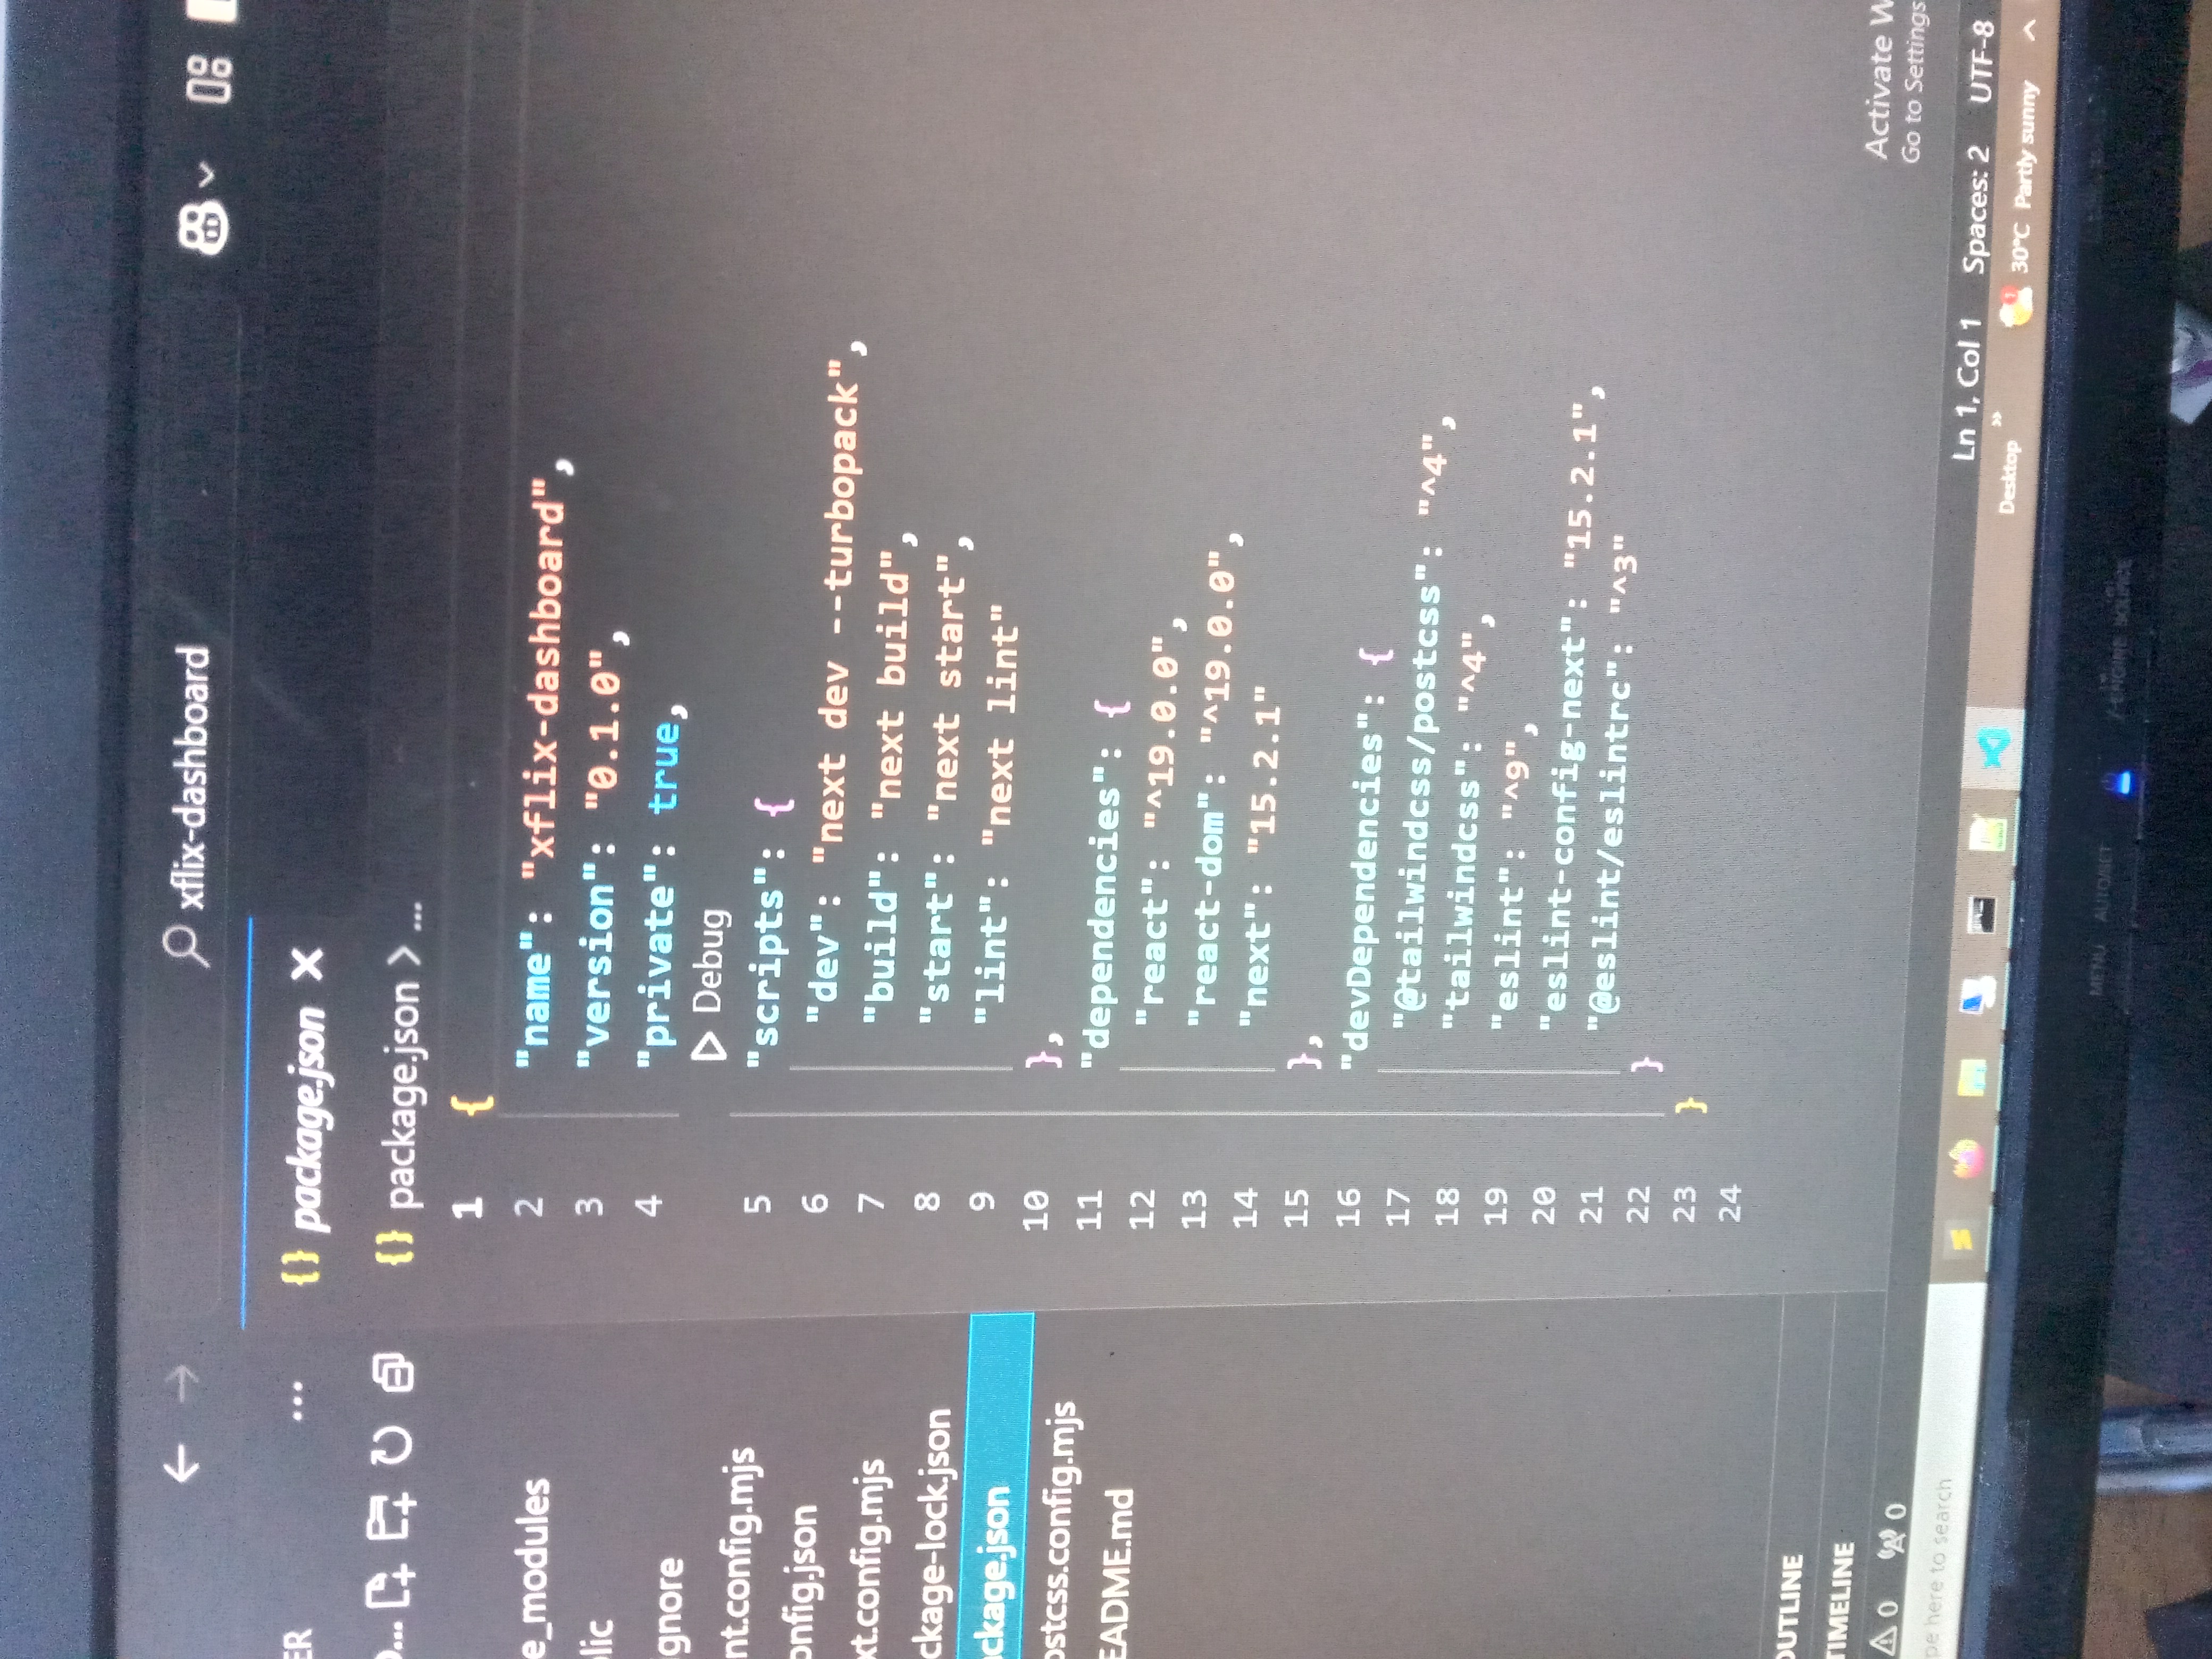 xflix-dashboard
ER
package.json
package.json > ...
e_modules
lic
ignore
nt.config.mjs
onfig.json
xt.config.mjs
ckage-lock.json
ackage.json
ostcss.config.mjs
EADME.md
OUTLINE
TIMELINE
1 {
2 "name": "xflix-dashboard",
3 "version": "0.1.0",
4 "private": true,
Debug
5 "scripts": {
6 "dev": "next dev --turbopack",
7 "build": "next build",
8 "start": "next start",
9 "lint": "next lint"
10 },
11 "dependencies": {
12 "react": "^19.0.0",
13 "react-dom": "^19.0.0",
14 "next": "15.2.1"
15 },
16 "devDependencies": {
17 "@tailwindcss/postcss": "^4",
18 "tailwindcss": "^4",
19 "eslint": "^9",
20 "eslint-config-next": "15.2.1",
21 "@eslint/eslintrc": "^3"
22 }
23 }
24
Activate W
Go to Settings
0 0
Ln 1, Col 1 Spaces: 2 UTF-8
pe here to search
Desktop 30°C Partly sunny
MENU